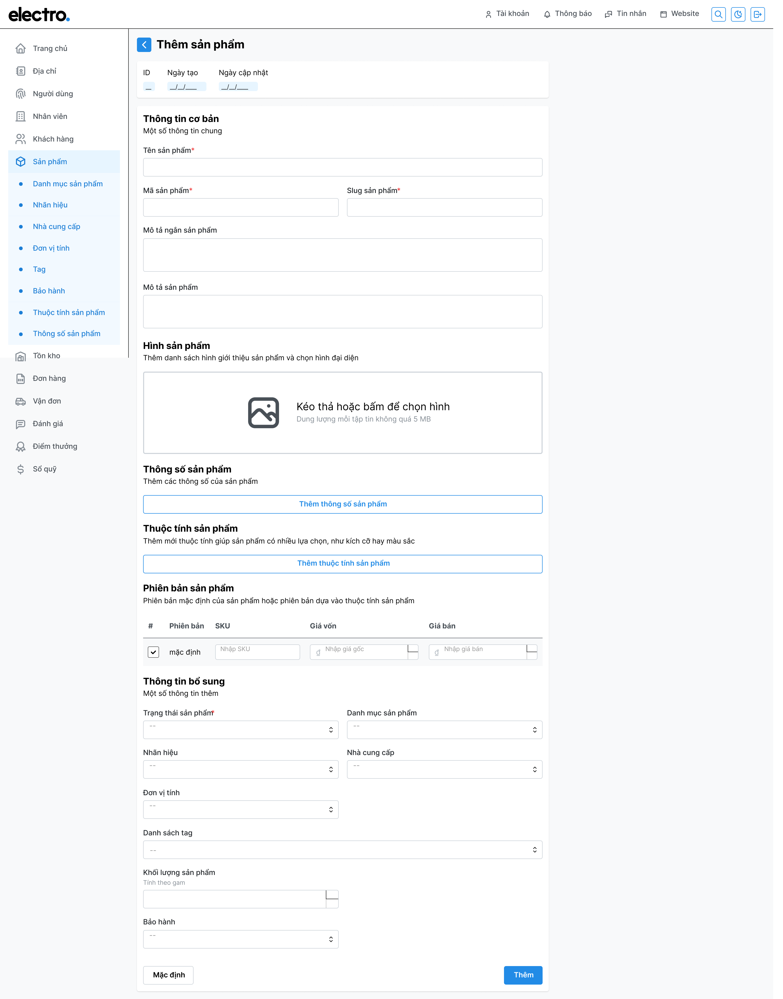 electro.
Tài khoản
Thông báo
Tin nhắn
Website
Trang chủ
Địa chỉ
Người dùng
Nhân viên
Khách hàng
Sản phẩm
Danh mục sản phẩm
Nhãn hiệu
Nhà cung cấp
Đơn vị tính
Tag
Bảo hành
Thuộc tính sản phẩm
Thông số sản phẩm
Tồn kho
Đơn hàng
Vận đơn
Đánh giá
Điểm thưởng
Sổ quỹ
Thêm sản phẩm
ID Ngày tạo Ngày cập nhật
__ __/__/____ __/__/____
Thông tin cơ bản
Một số thông tin chung
Tên sản phẩm*
Mã sản phẩm* Slug sản phẩm*
Mô tả ngắn sản phẩm
Mô tả sản phẩm
Hình sản phẩm
Thêm danh sách hình giới thiệu sản phẩm và chọn hình đại diện
Kéo thả hoặc bấm để chọn hình
Dung lượng mỗi tập tin không quá 5 MB
Thông số sản phẩm
Thêm các thông số của sản phẩm
Thêm thông số sản phẩm
Thuộc tính sản phẩm
Thêm mới thuộc tính giúp sản phẩm có nhiều lựa chọn, như kích cỡ hay màu sắc
Thêm thuộc tính sản phẩm
Phiên bản sản phẩm
Phiên bản mặc định của sản phẩm hoặc phiên bản dựa vào thuộc tính sản phẩm
# Phiên bản SKU Giá vốn Giá bán
mặc định Nhập SKU ₫ Nhập giá gốc ₫ Nhập giá bán
Thông tin bổ sung
Một số thông tin thêm
Trạng thái sản phẩm* Danh mục sản phẩm
-- --
Nhãn hiệu Nhà cung cấp
-- --
Đơn vị tính
--
Danh sách tag
--
Khối lượng sản phẩm
Tính theo gam
Bảo hành
--
Mặc định Thêm